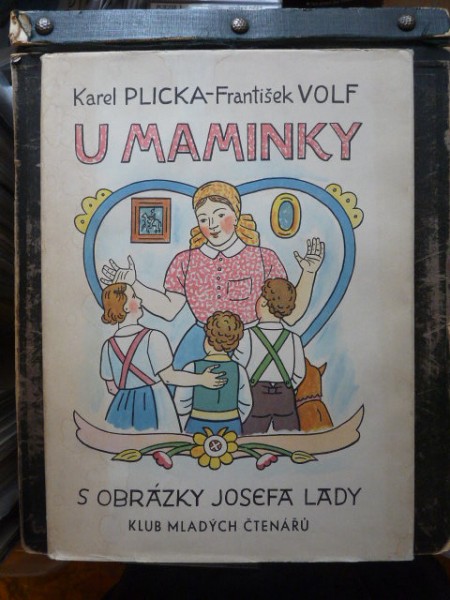 Karel PLICKA-František VOLF
U MAMINKY
S OBRÁZKY JOSEFA LADY
KLUB MLADÝCH ČTENÁŘŮ